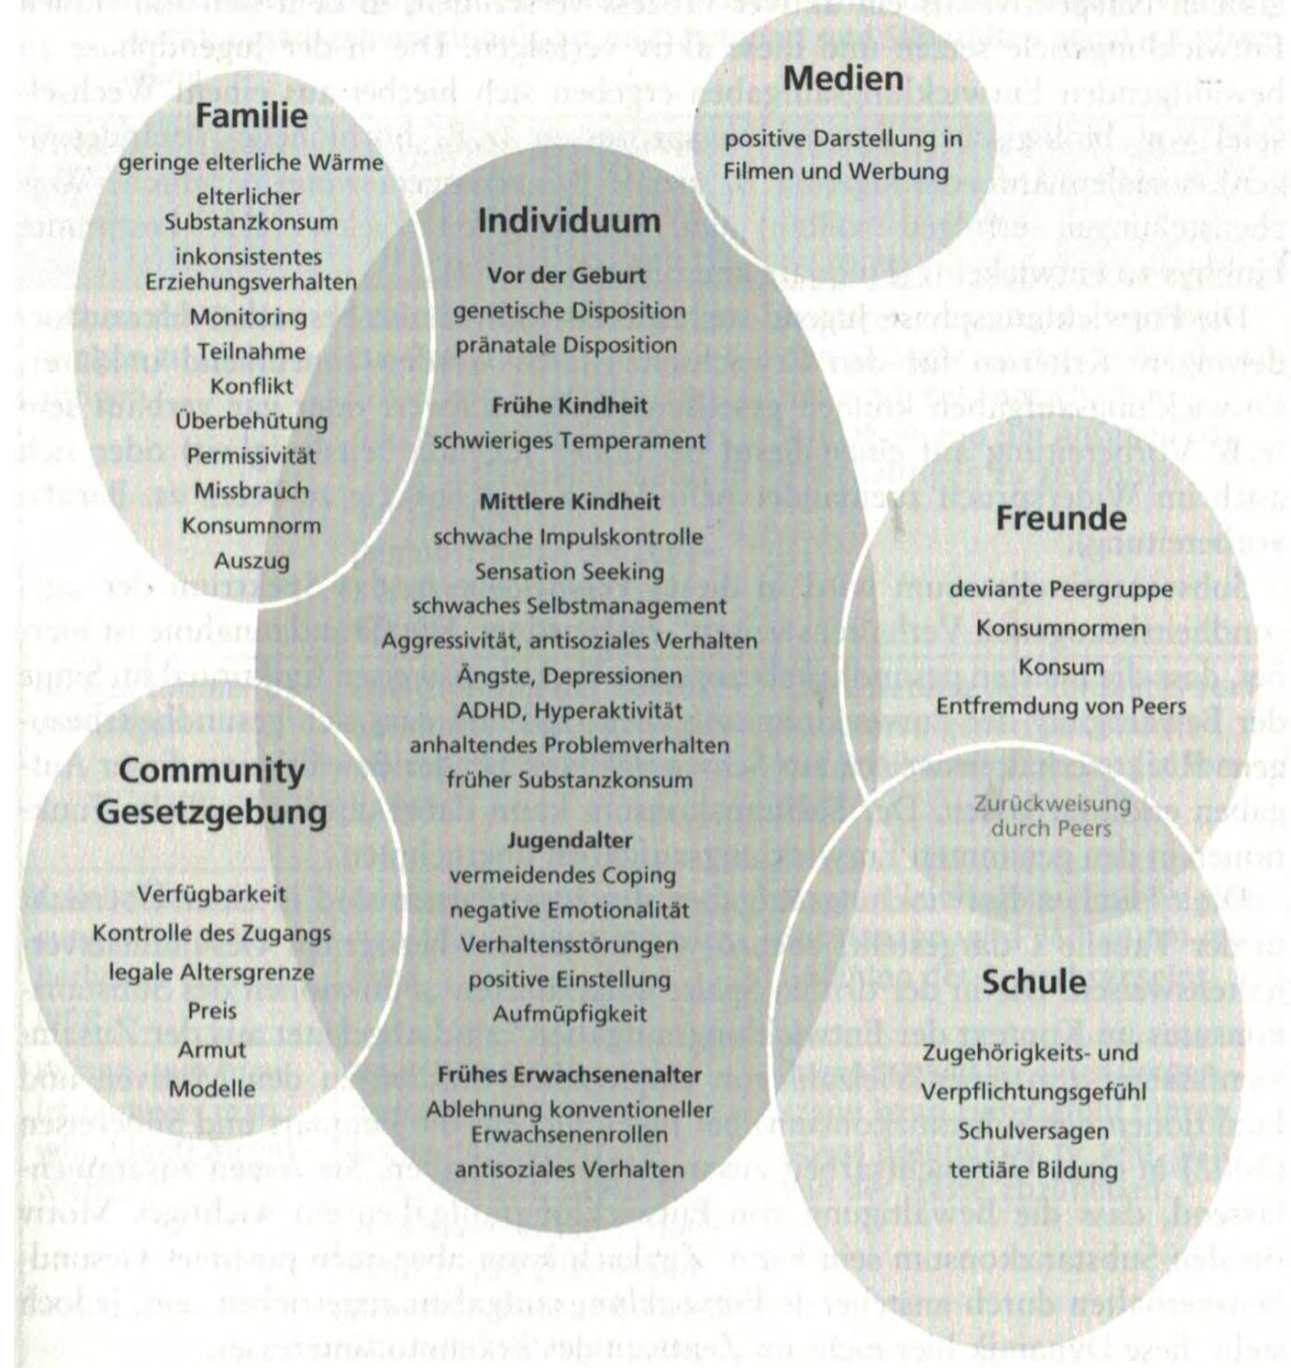 Medien
positive Darstellung in
Filmen und Werbung
Familie
geringe elterliche Wärme
elterlicher
Substanzkonsum
inkonsistentes
Erziehungsverhalten
Monitoring
Teilnahme
Konflikt
Überbehütung
Permissivität
Missbrauch
Konsumnorm
Auszug
Individuum
Vor der Geburt
genetische Disposition
pränatale Disposition
Frühe Kindheit
schwieriges Temperament
Mittlere Kindheit
schwache Impulskontrolle
Sensation Seeking
schwaches Selbstmanagement
Aggressivität, antisoziales Verhalten
Ängste, Depressionen
ADHD, Hyperaktivität
anhaltendes Problemverhalten
früher Substanzkonsum
Jugendalter
vermeidendes Coping
negative Emotionalität
Verhaltensstörungen
positive Einstellung
Aufmüpfigkeit
Frühes Erwachsenenalter
Ablehnung konventioneller
Erwachsenenrollen
antisoziales Verhalten
Freunde
deviante Peergruppe
Konsumnormen
Konsum
Entfremdung von Peers
Zurückweisung
durch Peers
Community
Gesetzgebung
Verfügbarkeit
Kontrolle des Zugangs
legale Altersgrenze
Preis
Armut
Modelle
Schule
Zugehörigkeits- und
Verpflichtungsgefühl
Schulversagen
tertiäre Bildung